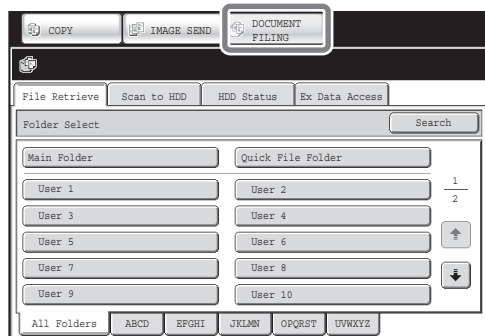 COPY
IMAGE SEND
DOCUMENT
FILING
File Retrieve
Scan to HDD
HDD Status
Ex Data Access
Folder Select
Search
Main Folder
Quick File Folder
User 1
User 2
User 3
User 4
User 5
User 6
User 7
User 8
User 9
User 10
1
2
All Folders
ABCD
EFGHI
JKLMN
OPQRST
UVWXYZ